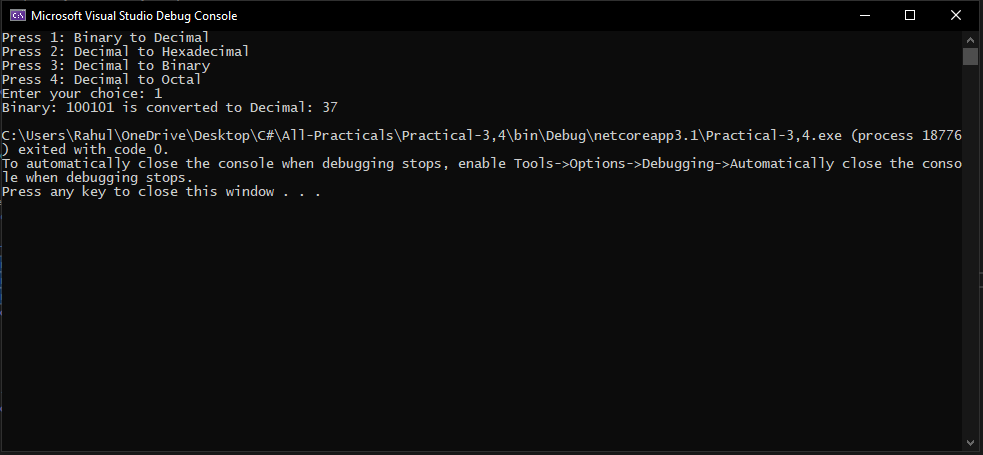 Microsoft Visual Studio Debug Console
Press 1: Binary to Decimal
Press 2: Decimal to Hexadecimal
Press 3: Decimal to Binary
Press 4: Decimal to Octal
Enter your choice: 1
Binary: 100101 is converted to Decimal: 37
C:\Users\Rahul\OneDrive\Desktop\C#\All-Practicals\Practical-3,4\bin\Debug\netcoreapp3.1\Practical-3,4.exe (process 18776
) exited with code 0.
To automatically close the console when debugging stops, enable Tools->Options->Debugging->Automatically close the conso
le when debugging stops.
Press any key to close this window . . .